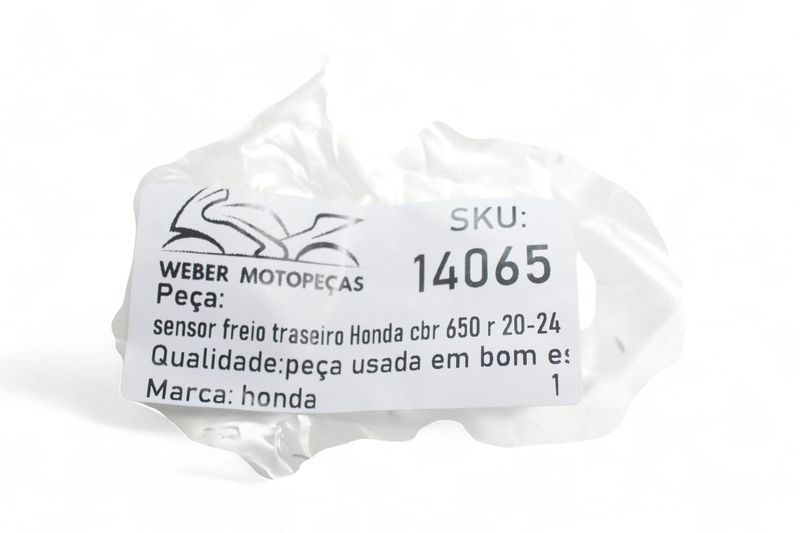 WEBER MOTOPEÇAS
SKU:
14065
Peça:
sensor freio traseiro Honda cbr 650 r 20-24
Qualidade:peça usada em bom es
Marca: honda
1